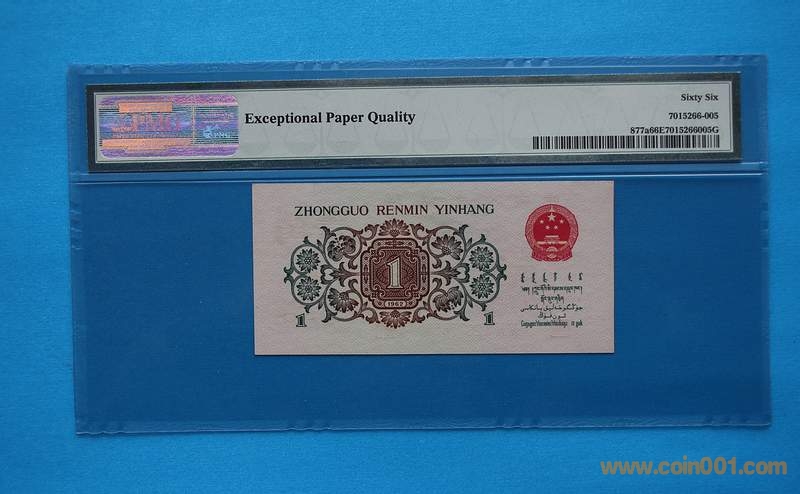 Exceptional Paper Quality
Sixty Six
7015266-005
877a66E7015266005G
ZHONGGUO RENMIN YINHANG
1
1962
1
1
www.coin001.com